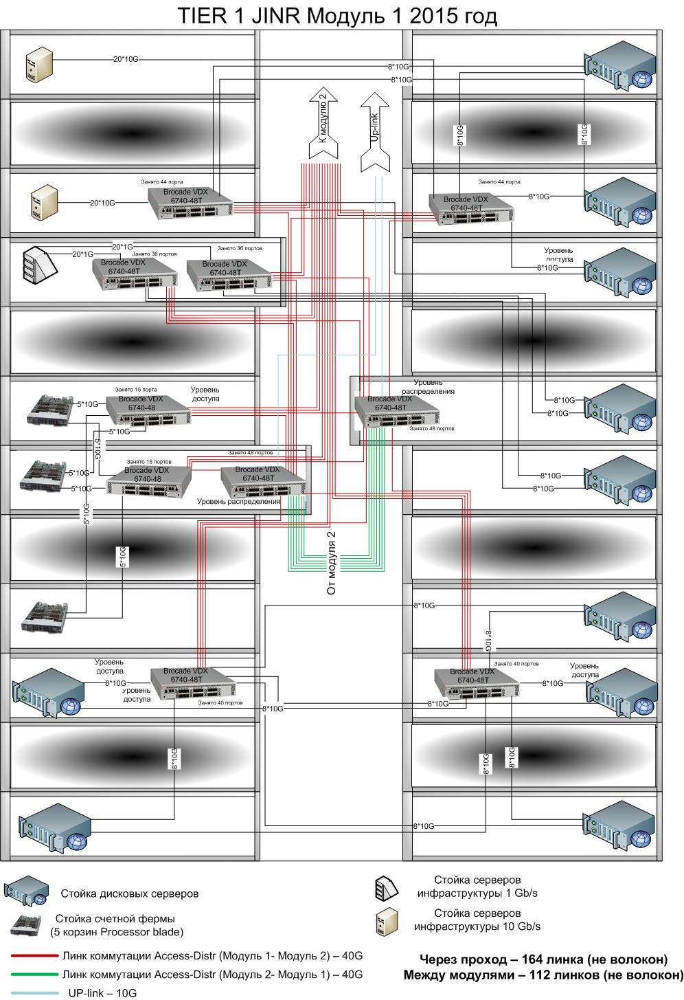 TIER 1 JINR Модуль 1 2015 год
20*10G
8*10G
8*10G
К модулю 2
Up-link
8*10G
8*10G
Занято 44 порта
Brocade VDX
6740-48T
20*10G
Занято 44 порта
Brocade VDX
6740-48T
8*10G
20*1G
20*1G
Занято 36 портов
Brocade VDX
6740-48T
Занято 36 портов
Brocade VDX
6740-48T
Уровень
доступа
8*10G
5*10G
Занято 15 порта
Brocade VDX
6740-48
Уровень
доступа
5*10G
5*10G
Уровень
распределения
Brocade VDX
6740-48T
Занято 48 портов
8*10G
8*10G
5*10G
5*10G
Занято 15 портов
Brocade VDX
6740-48
Занято 48 портов
Brocade VDX
6740-48T
Уровень распределения
8*10G
8*10G
5*10G
5*10G
От модуля 2
8*10G
8*10G
Уровень
доступа
8*10G
Уровень
доступа
Brocade VDX
6740-48T
Занято 40 портов
8*10G
Занято 40 портов
Brocade VDX
6740-48T
8*10G
Уровень
доступа
8*10G
8*10G
8*10G
8*10G
8*10G
Стойка дисковых серверов
Стойка счетной фермы
(5 корзин Processor blade)
Стойка серверов
инфраструктуры 1 Gb/s
Стойка серверов
инфраструктуры 10 Gb/s
Линк коммутации Access-Distr (Модуль 1- Модуль 2) – 40G
Линк коммутации Access-Distr (Модуль 2- Модуль 1) – 40G
UP-link – 10G
Через проход – 164 линка (не волокон)
Между модулями – 112 линков (не волокон)